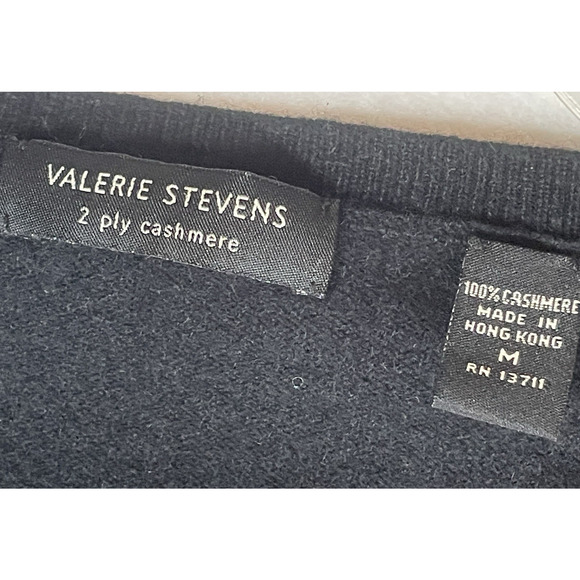 VALERIE STEVENS
2 ply cashmere
100% CASHMERE
MADE IN
HONG KONG
M
RN 13711